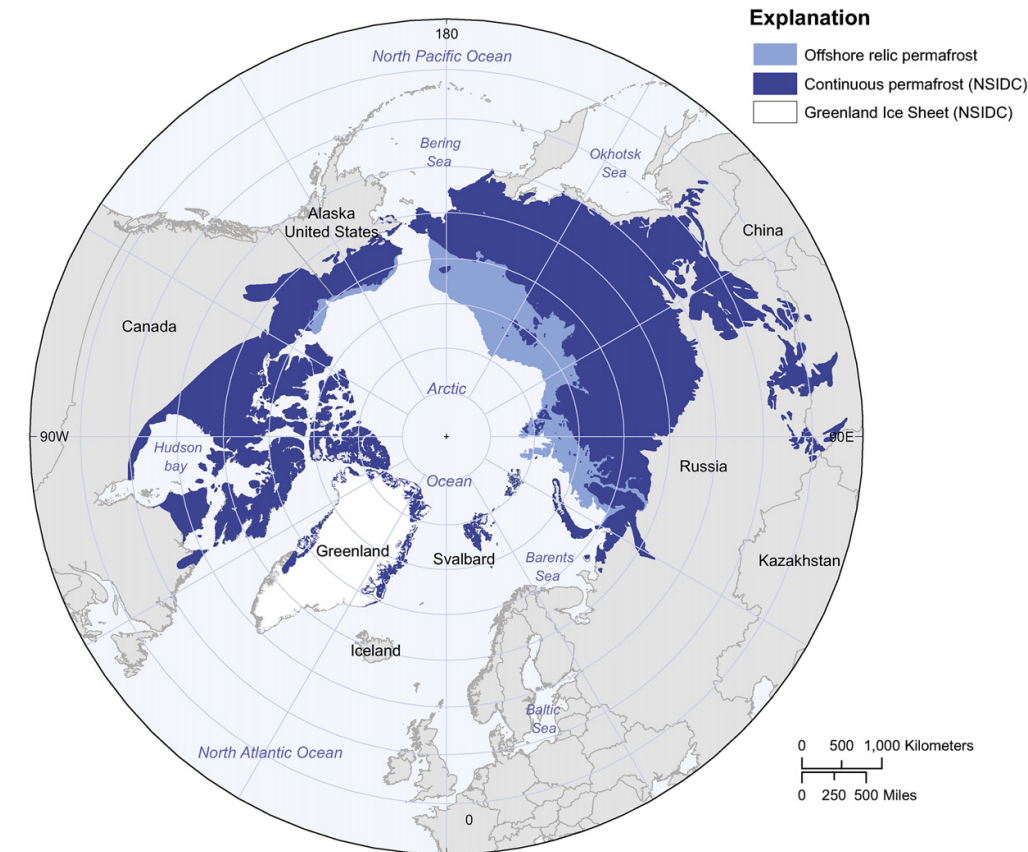 Explanation
Offshore relic permafrost
Continuous permafrost (NSIDC)
Greenland Ice Sheet (NSIDC)
180
North Pacific Ocean
Bering
Sea
Okhotsk
Sea
Alaska
United States
China
Canada
Arctic
90W
90E
Hudson
bay
Russia
Ocean
Greenland
Svalbard
Barents
Sea
Kazakhstan
Iceland
Baltic
Sea
North Atlantic Ocean
0
0 500 1,000 Kilometers
0 250 500 Miles